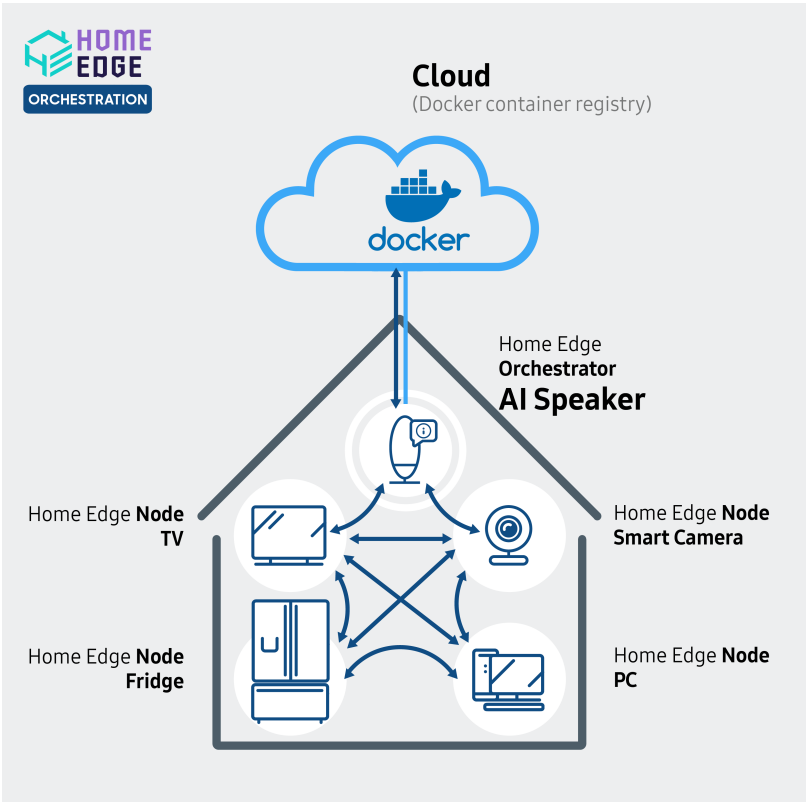 HOME
EDGE
ORCHESTRATION
Cloud
(Docker container registry)
docker
Home Edge
Orchestrator
AI Speaker
Home Edge Node
TV
Home Edge Node
Smart Camera
Home Edge Node
Fridge
Home Edge Node
PC